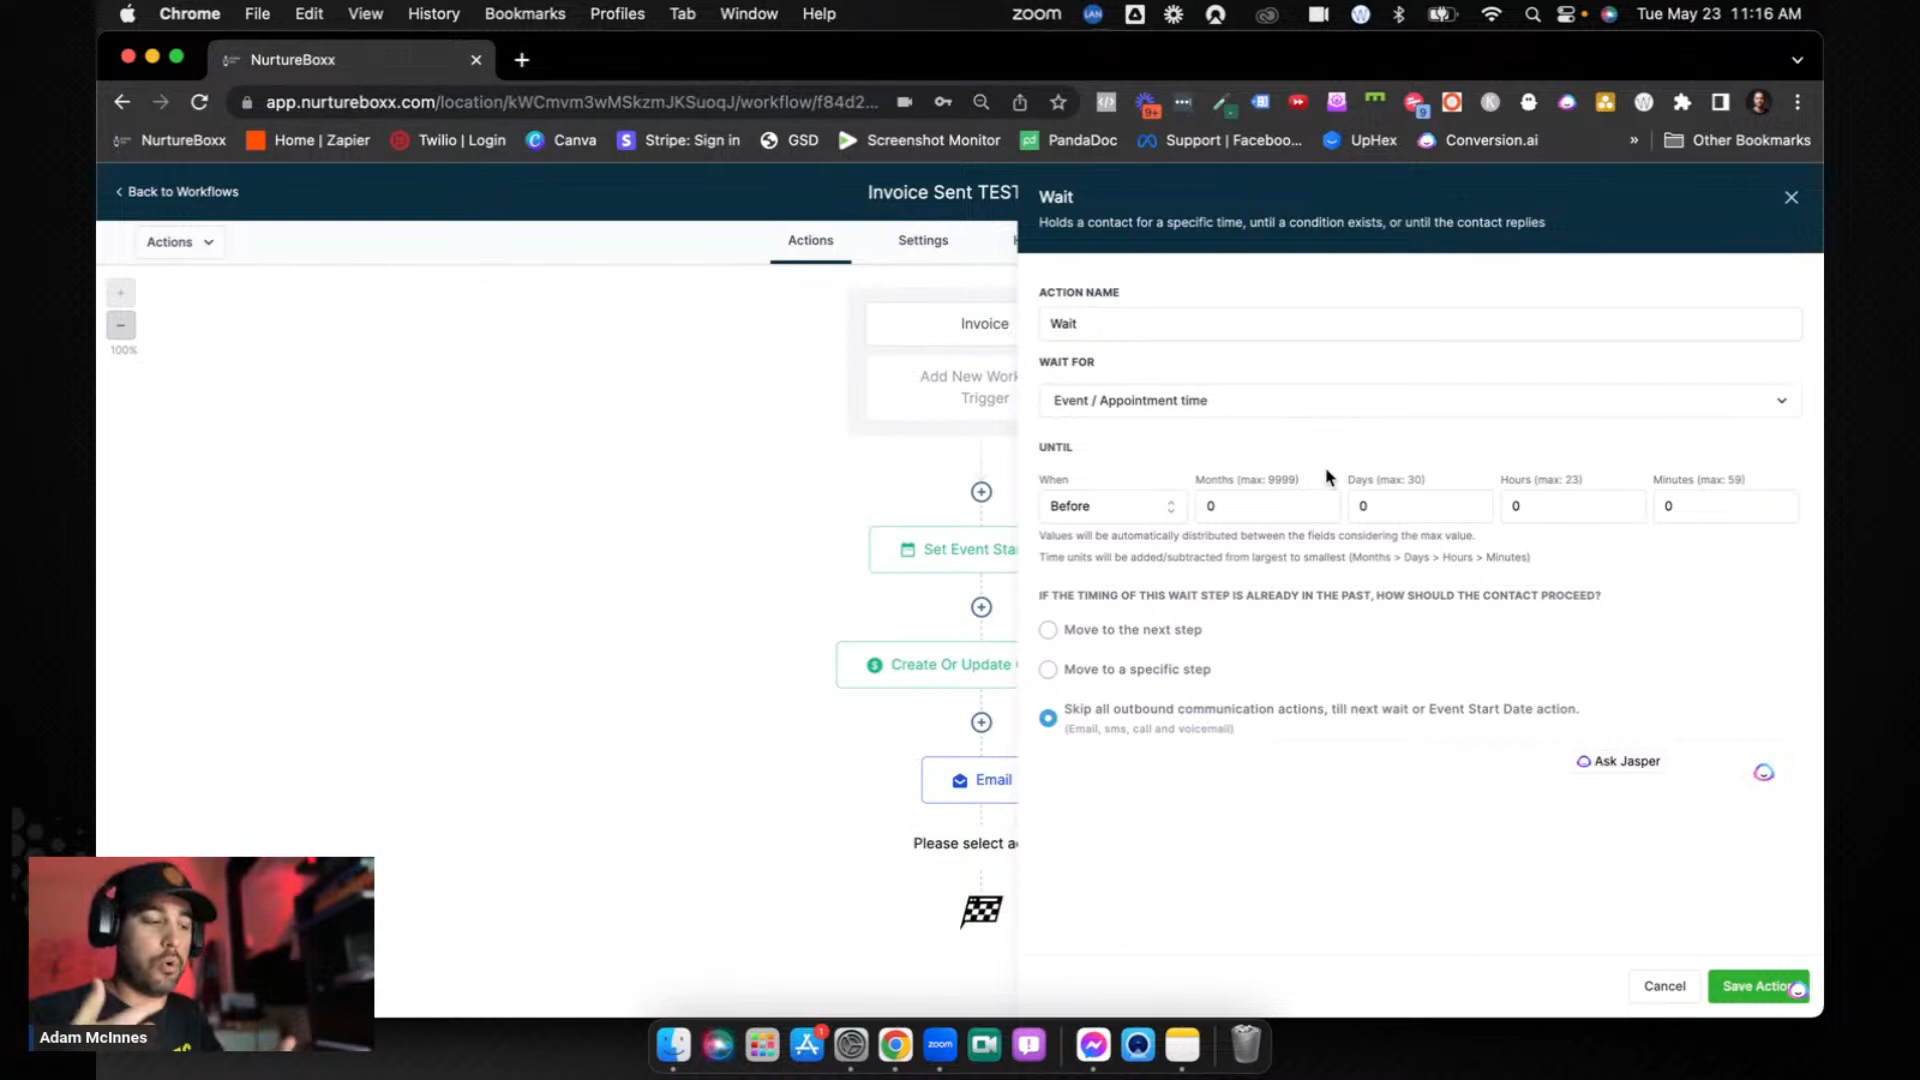 Chrome File Edit View History Bookmarks Profiles Tab Window Help zoom LAN Tue May 23 11:16 AM
NurtureBoxx
app.nurtureboxx.com/location/kWCmvm3wMSkzmJKSuoqJ/workflow/f84d2...
9+
9
NurtureBoxx Home | Zapier Twilio | Login Canva Stripe: Sign in GSD Screenshot Monitor PandaDoc Support | Faceboo... UpHex Conversion.ai » Other Bookmarks
Back to Workflows
Invoice Sent TEST
Actions
Actions Settings
100%
Invoice
Add New Work
Trigger
Set Event Sta
Create Or Update
Email
Please select a
Wait
Holds a contact for a specific time, until a condition exists, or until the contact replies
ACTION NAME
Wait
WAIT FOR
Event / Appointment time
UNTIL
When Months (max: 9999) Days (max: 30) Hours (max: 23) Minutes (max: 59)
Before 0 0 0 0
Values will be automatically distributed between the fields considering the max value.
Time units will be added/subtracted from largest to smallest (Months > Days > Hours > Minutes)
IF THE TIMING OF THIS WAIT STEP IS ALREADY IN THE PAST, HOW SHOULD THE CONTACT PROCEED?
Move to the next step
Move to a specific step
Skip all outbound communication actions, till next wait or Event Start Date action.
(Email, sms, call and voicemail)
Ask Jasper
Cancel Save Action
Adam McInnes
1
zoom